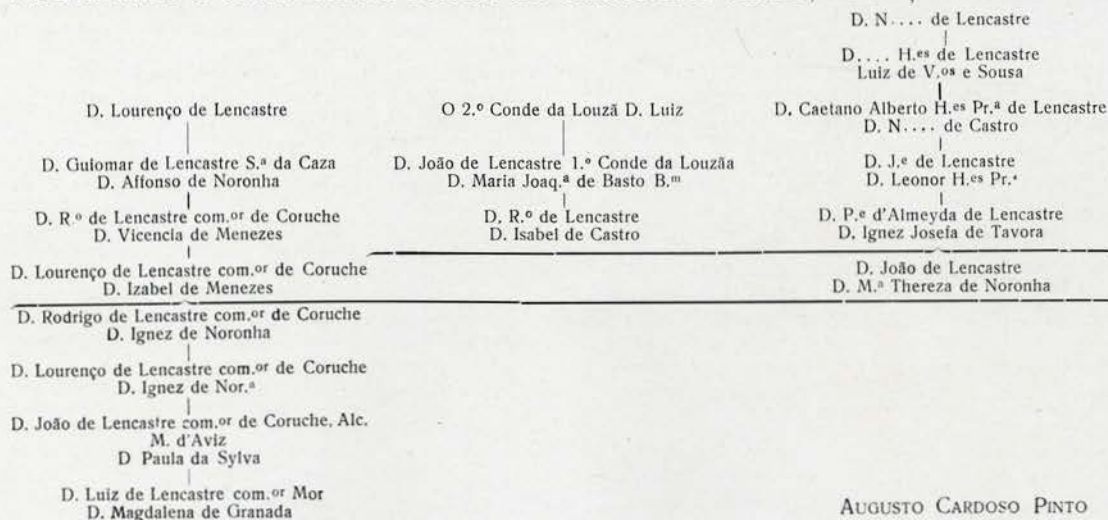 D. Lourenço de Lencastre
D. Guiomar de Lencastre S.ª da Caza
D. Affonso de Noronha
D. R.º de Lencastre com.or de Coruche
D. Vicencia de Menezes
D. Lourenço de Lencastre com.or de Coruche
D. Izabel de Menezes
D. Rodrigo de Lencastre com.or de Coruche
D. Ignez de Noronha
D. Lourenço de Lencastre com.or de Coruche
D. Ignez de Nor.ª
D. João de Lencastre com.or de Coruche, Alc.
M. d'Aviz
D Paula da Sylva
D. Luiz de Lencastre com.or Mor
D. Magdalena de Granada
O 2.º Conde da Louzã D. Luiz
D. João de Lencastre 1.º Conde da Louzãa
D. Maria Joaq.ª de Basto B.m
D. R.º de Lencastre
D. Isabel de Castro
D. N.... de Lencastre
D.... H.es de Lencastre
Luiz de V.os e Sousa
D. Caetano Alberto H.es Pr.ª de Lencastre
D. N.... de Castro
D. J.e de Lencastre
D. Leonor H.es
D. P.e d'Almeyda de Lencastre
D. Ignez Josefa de Tavora
D. João de Lencastre
D. M.ª Thereza de Noronha
AUGUSTO CARDOSO PINTO